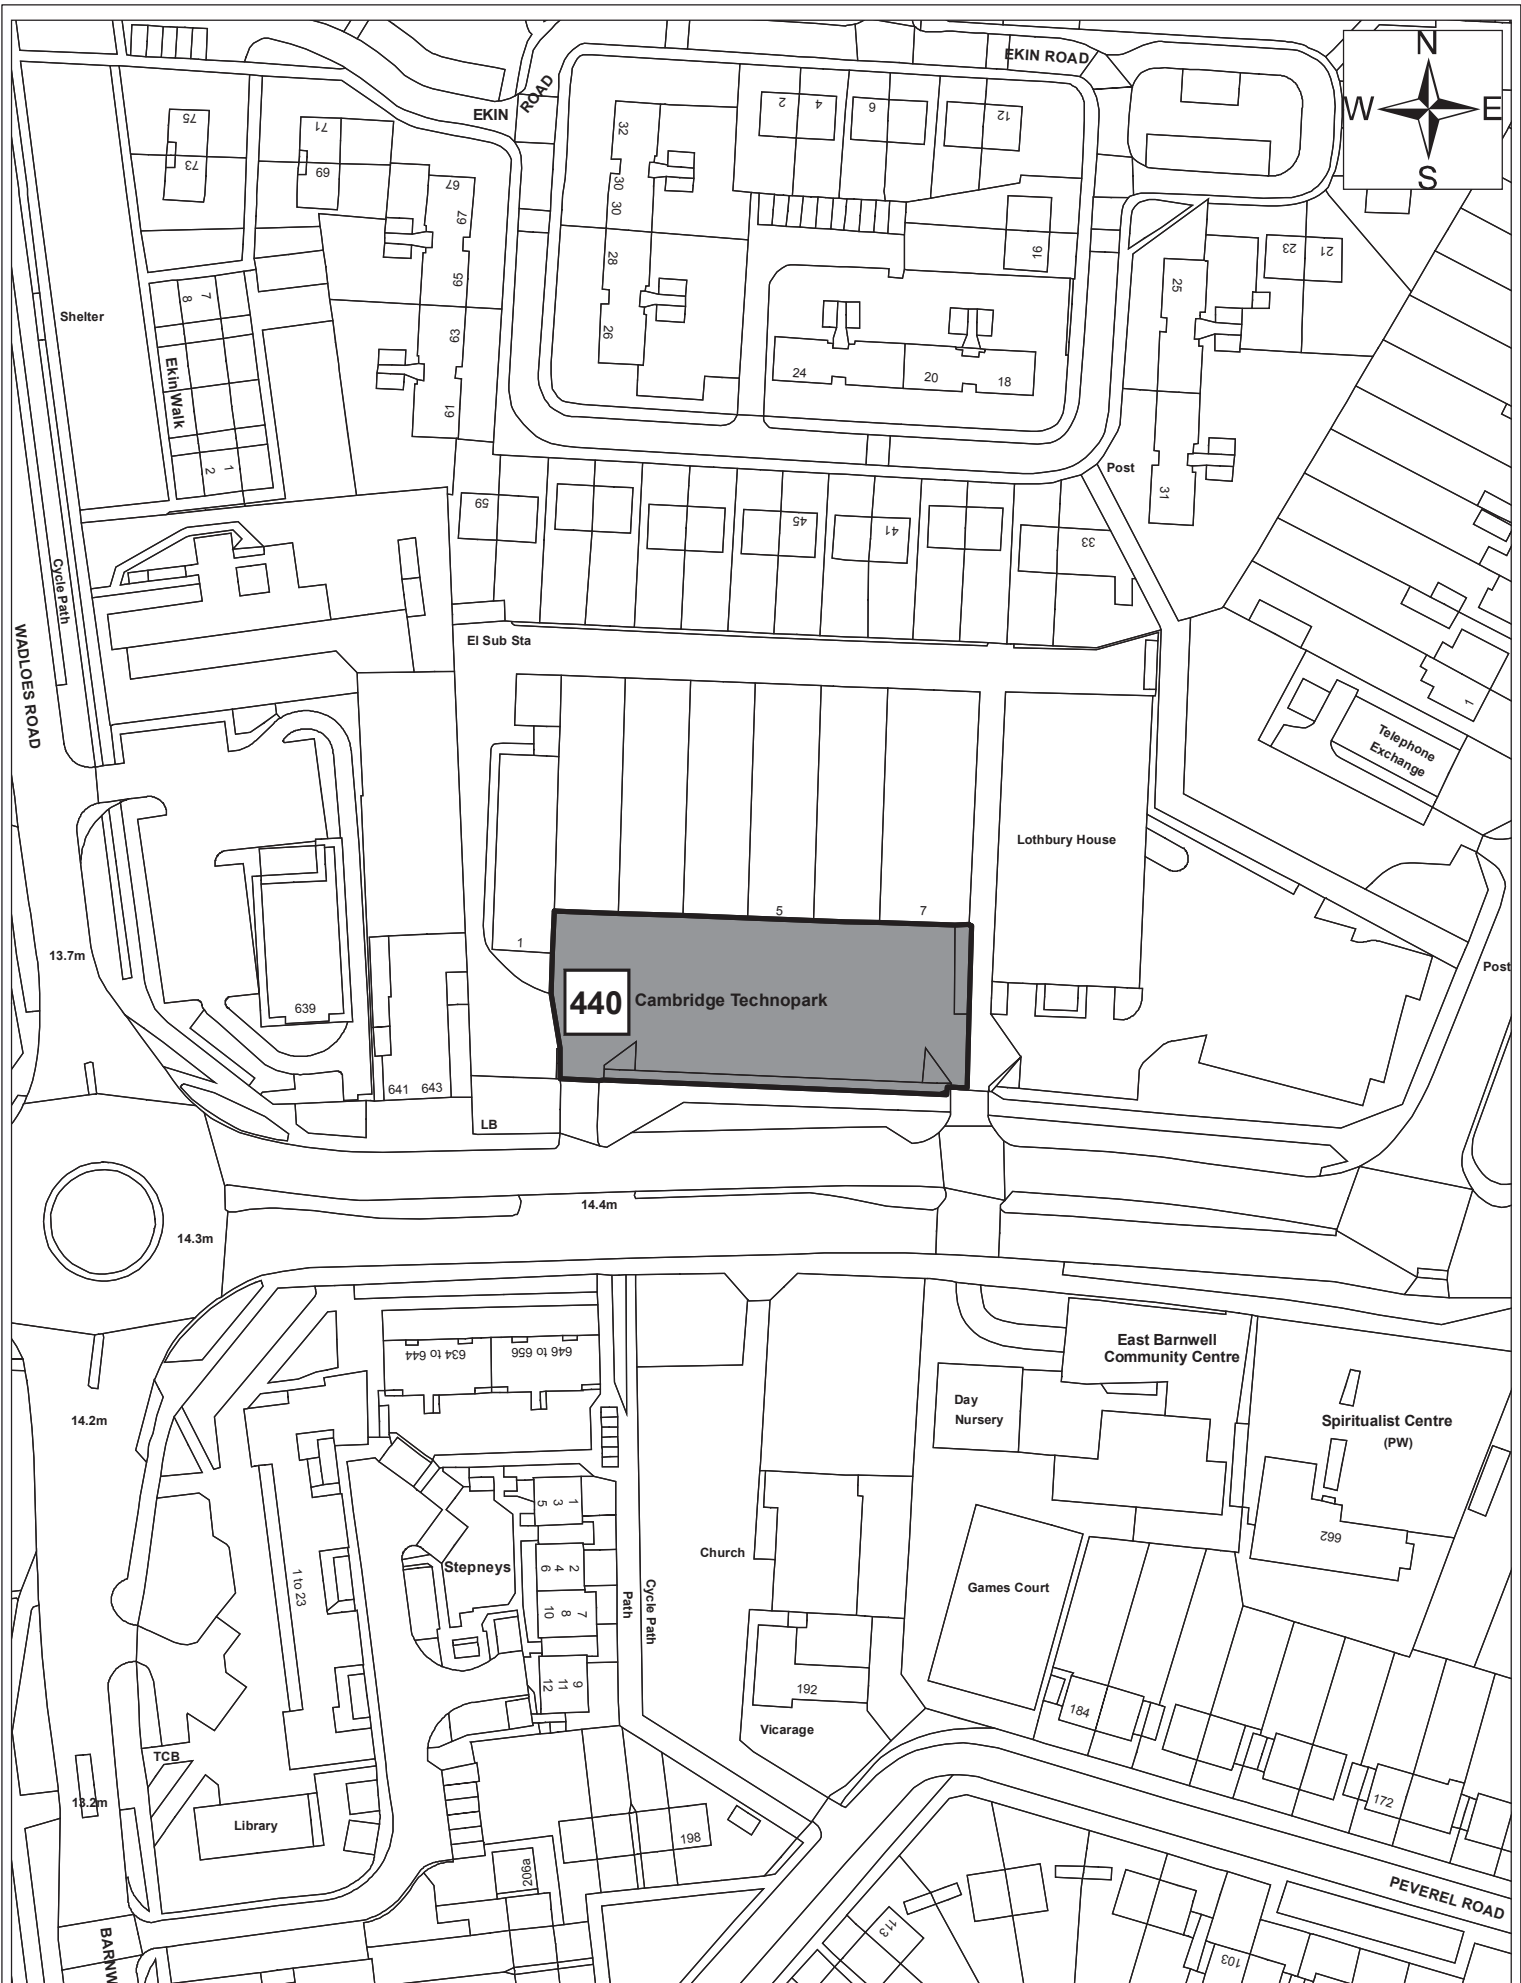 N
W E
S
EKIN ROAD
EKIN ROAD
75
73
71
69
67
67
65
63
61
32
30
30
28
26
2
4
6
12
16
24
20
18
25
23
21
31
Shelter
7
8
Ekin Walk
1
2
Post
59
45
41
33
Cycle Path
WADLOES ROAD
El Sub Sta
1
Telephone
Exchange
Lothbury House
5
7
1
13.7m
Post
440
Cambridge Technopark
639
641
643
LB
14.4m
14.3m
634 to 644
646 to 656
East Barnwell
Community Centre
Day
Nursery
Spiritualist Centre
(PW)
14.2m
1
3
5
662
Church
Stepneys
2
4
6
Games Court
1 to 23
7
8
10
Path
Cycle Path
9
11
12
192
184
Vicarage
TCB
13.2m
172
Library
198
206a
PEVEREL ROAD
113
103
BARNW